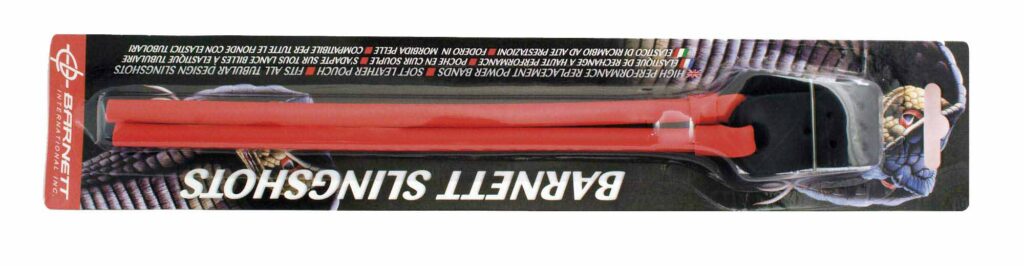 BARNETT SLINGSHOTS
HIGH PERFORMANCE REPLACEMENT POWER BANDS ■ SOFT LEATHER POUCH ■ FITS ALL TUBULAR DESIGN SLINGSHOTS
ÉLASTIQUE DE RECHANGE HAUTE PERFORMANCE ■ POCHE EN CUIR SOUPLE ■ S'ADAPTE SUR TOUT LANCE BILLES A ÉLASTIQUE TUBULAIRE
ELASTICO DI RICAMBIO AD ALTE PRESTAZIONI ■ FODERO IN MORBIDA PELLE ■ COMPATIBILE PER TUTTE LE FIONDE CON ELASTICI TUBOLARI
BARNETT
INTERNATIONAL INC.